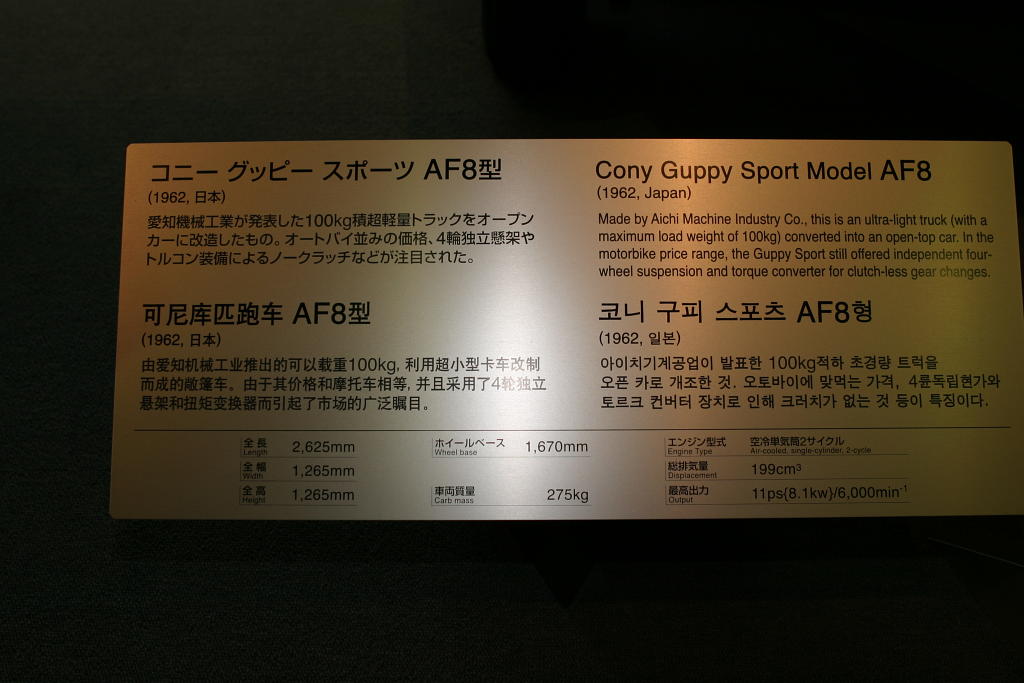 コニー グッピー スポーツ AF8型
(1962, 日本)
愛知機械工業が発表した100kg積超軽量トラックをオープン
カーに改造したもの。オートバイ並みの価格、4輪独立懸架や
トルコン装備によるノークラッチなどが注目された。
Cony Guppy Sport Model AF8
(1962, Japan)
Made by Aichi Machine Industry Co., this is an ultra-light truck (with a
maximum load weight of 100kg) converted into an open-top car. In the
motorbike price range, the Guppy Sport still offered independent four-
wheel suspension and torque converter for clutch-less gear changes.
可尼库匹跑车 AF8型
(1962, 日本)
由爱知机械工业推出的可以载重100kg, 利用超小型卡车改制
而成的敞篷车。由于其价格和摩托车相等, 并且采用了4轮独立
悬架和扭矩变换器而引起了市场的广泛瞩目。
코니 구피 스포츠 AF8형
(1962, 일본)
아이치기계공업이 발표한 100kg적하 초경량 트럭을
오픈 카로 개조한 것. 오토바이에 맞먹는 가격, 4륜독립현가와
토르크 컨버터 장치로 인해 크러치가 없는 것 등이 특징이다.
全長 2,625mm
Length
全幅 1,265mm
Width
全高 1,265mm
Height
ホイールベース 1,670mm
Wheel base
車両質量 275kg
Carb mass
エンジン型式 空冷単気筒2サイクル
Engine Type Air-cooled, single-cylinder, 2-cycle
総排気量 199cm³
Displacement
最高出力 11ps{8.1kw}/6,000min⁻¹
Output